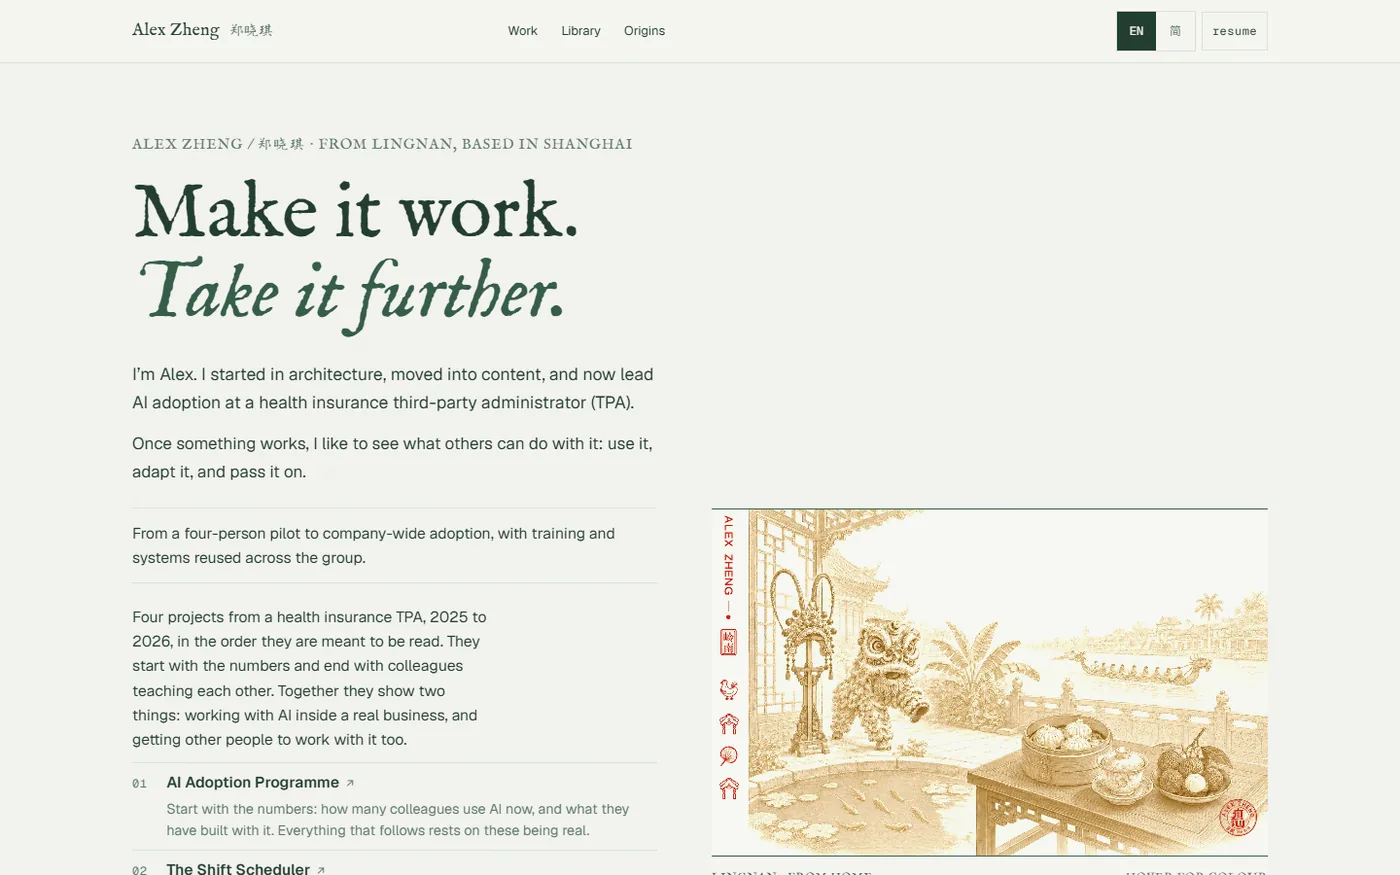 Alex Zheng 郑晓琪
Work
Library
Origins
EN
简
resume
ALEX ZHENG / 郑晓琪 · FROM LINGNAN, BASED IN SHANGHAI
Make it work.
Take it further.
I'm Alex. I started in architecture, moved into content, and now lead
AI adoption at a health insurance third-party administrator (TPA).
Once something works, I like to see what others can do with it: use it,
adapt it, and pass it on.
From a four-person pilot to company-wide adoption, with training and
systems reused across the group.
Four projects from a health insurance TPA, 2025 to
2026, in the order they are meant to be read. They
start with the numbers and end with colleagues
teaching each other. Together they show two
things: working with AI inside a real business, and
getting other people to work with it too.
01 AI Adoption Programme ↗
Start with the numbers: how many colleagues use AI now, and what they
have built with it. Everything that follows rests on these being real.
02 The Shift Scheduler ↗
ALEX ZHENG
岭南
LINGNAN, FROM HOME
HOVER FOR COLOUR